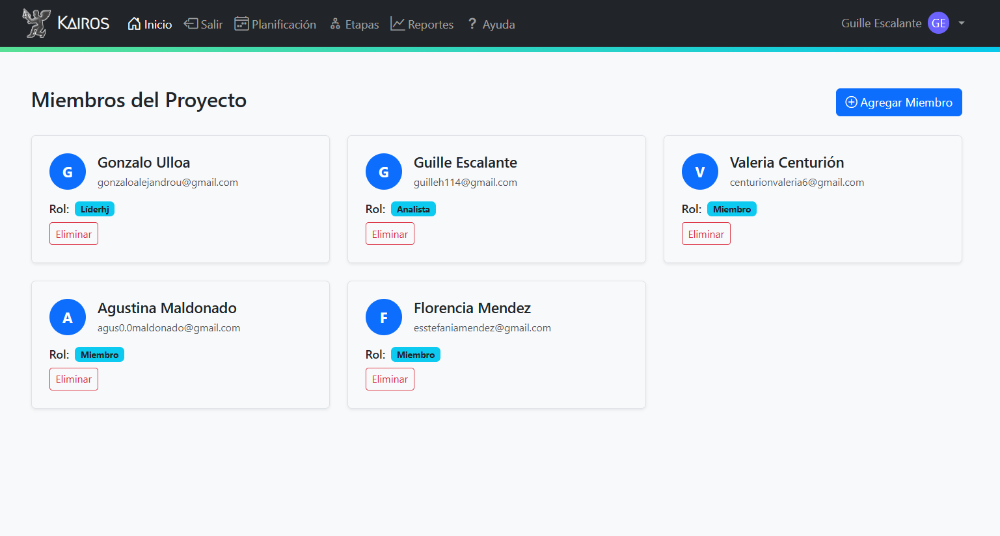 KAIROS Inicio Salir Planificación Etapas Reportes ? Ayuda Guille Escalante GE
Miembros del Proyecto
Agregar Miembro
G
Gonzalo Ulloa
gonzaloalejandrou@gmail.com
Rol: Líderhj
Eliminar
G
Guille Escalante
guilleh114@gmail.com
Rol: Analista
Eliminar
V
Valeria Centurión
centurionvaleria6@gmail.com
Rol: Miembro
Eliminar
A
Agustina Maldonado
agus0.0maldonado@gmail.com
Rol: Miembro
Eliminar
F
Florencia Mendez
esstefaniamendez@gmail.com
Rol: Miembro
Eliminar